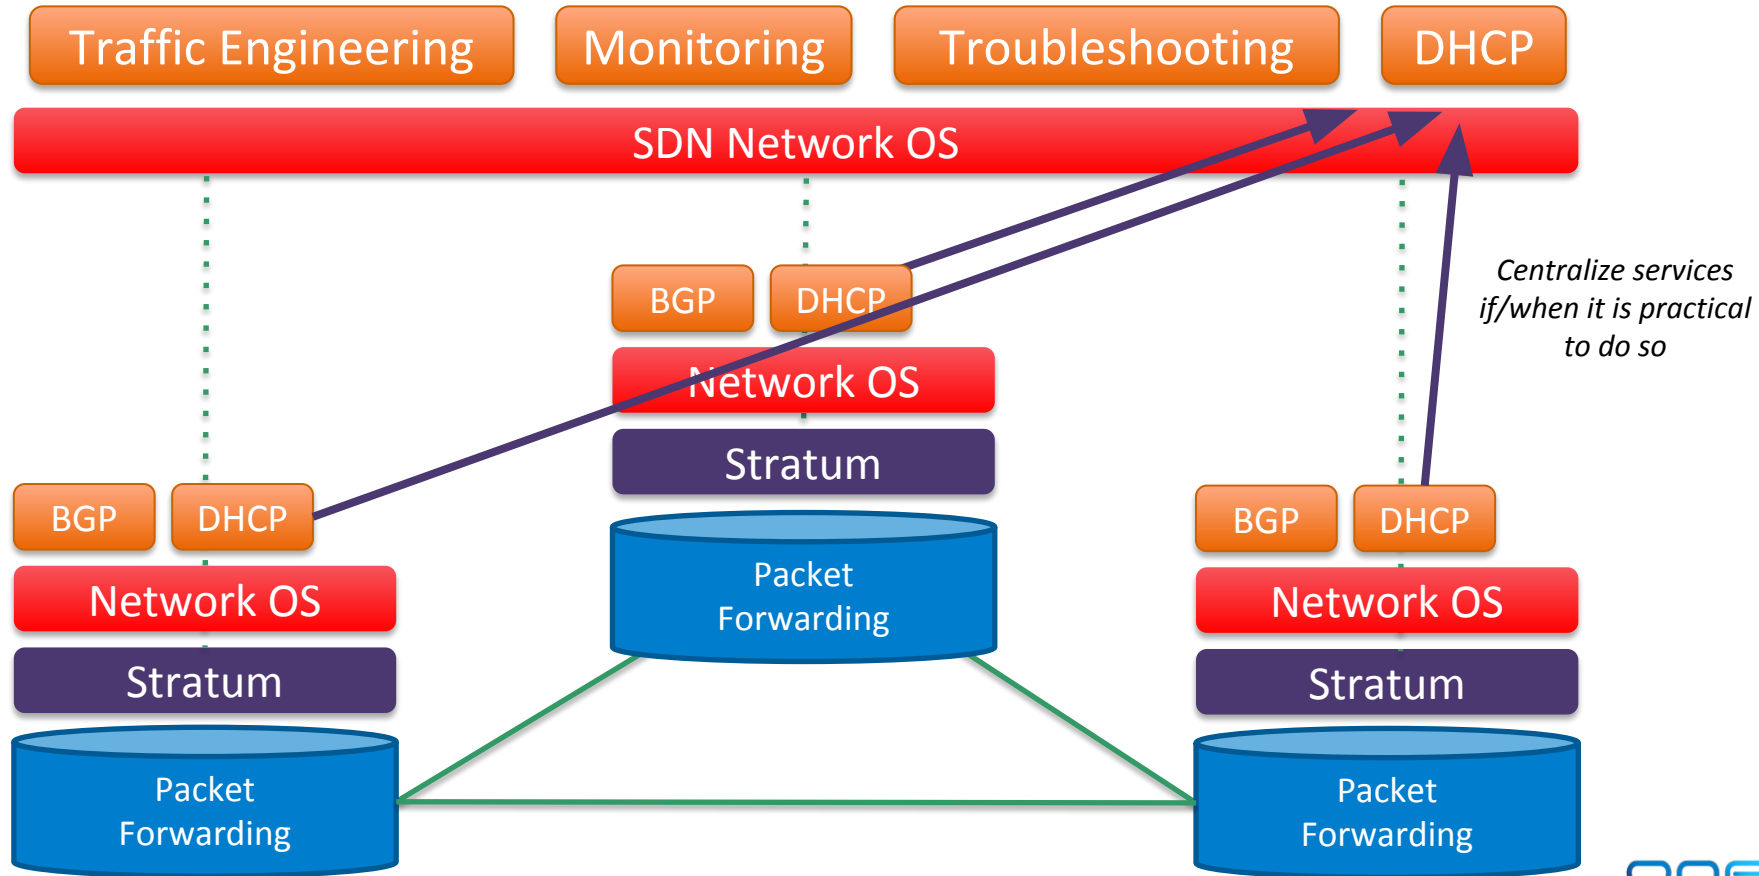 Traffic Engineering
Monitoring
Troubleshooting
DHCP
SDN Network OS
Centralize services
if/when it is practical
to do so
BGP
DHCP
Network OS
Stratum
Packet
Forwarding
BGP
DHCP
Network OS
Stratum
Packet
Forwarding
BGP
DHCP
Network OS
Stratum
Packet
Forwarding